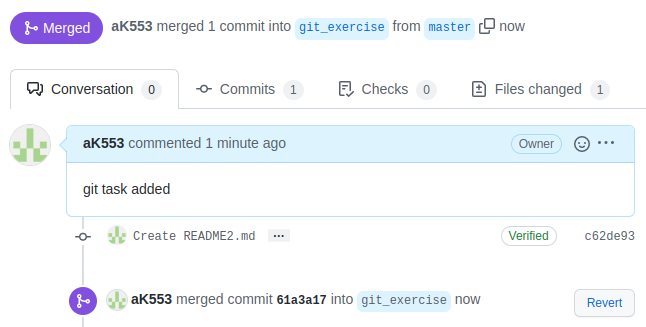 Merged aK553 merged 1 commit into git_exercise from master now
Conversation 0 Commits 1 Checks 0 Files changed 1
aK553 commented 1 minute ago Owner
git task added
Create README2.md ... Verified c62de93
aK553 merged commit 61a3a17 into git_exercise now Revert